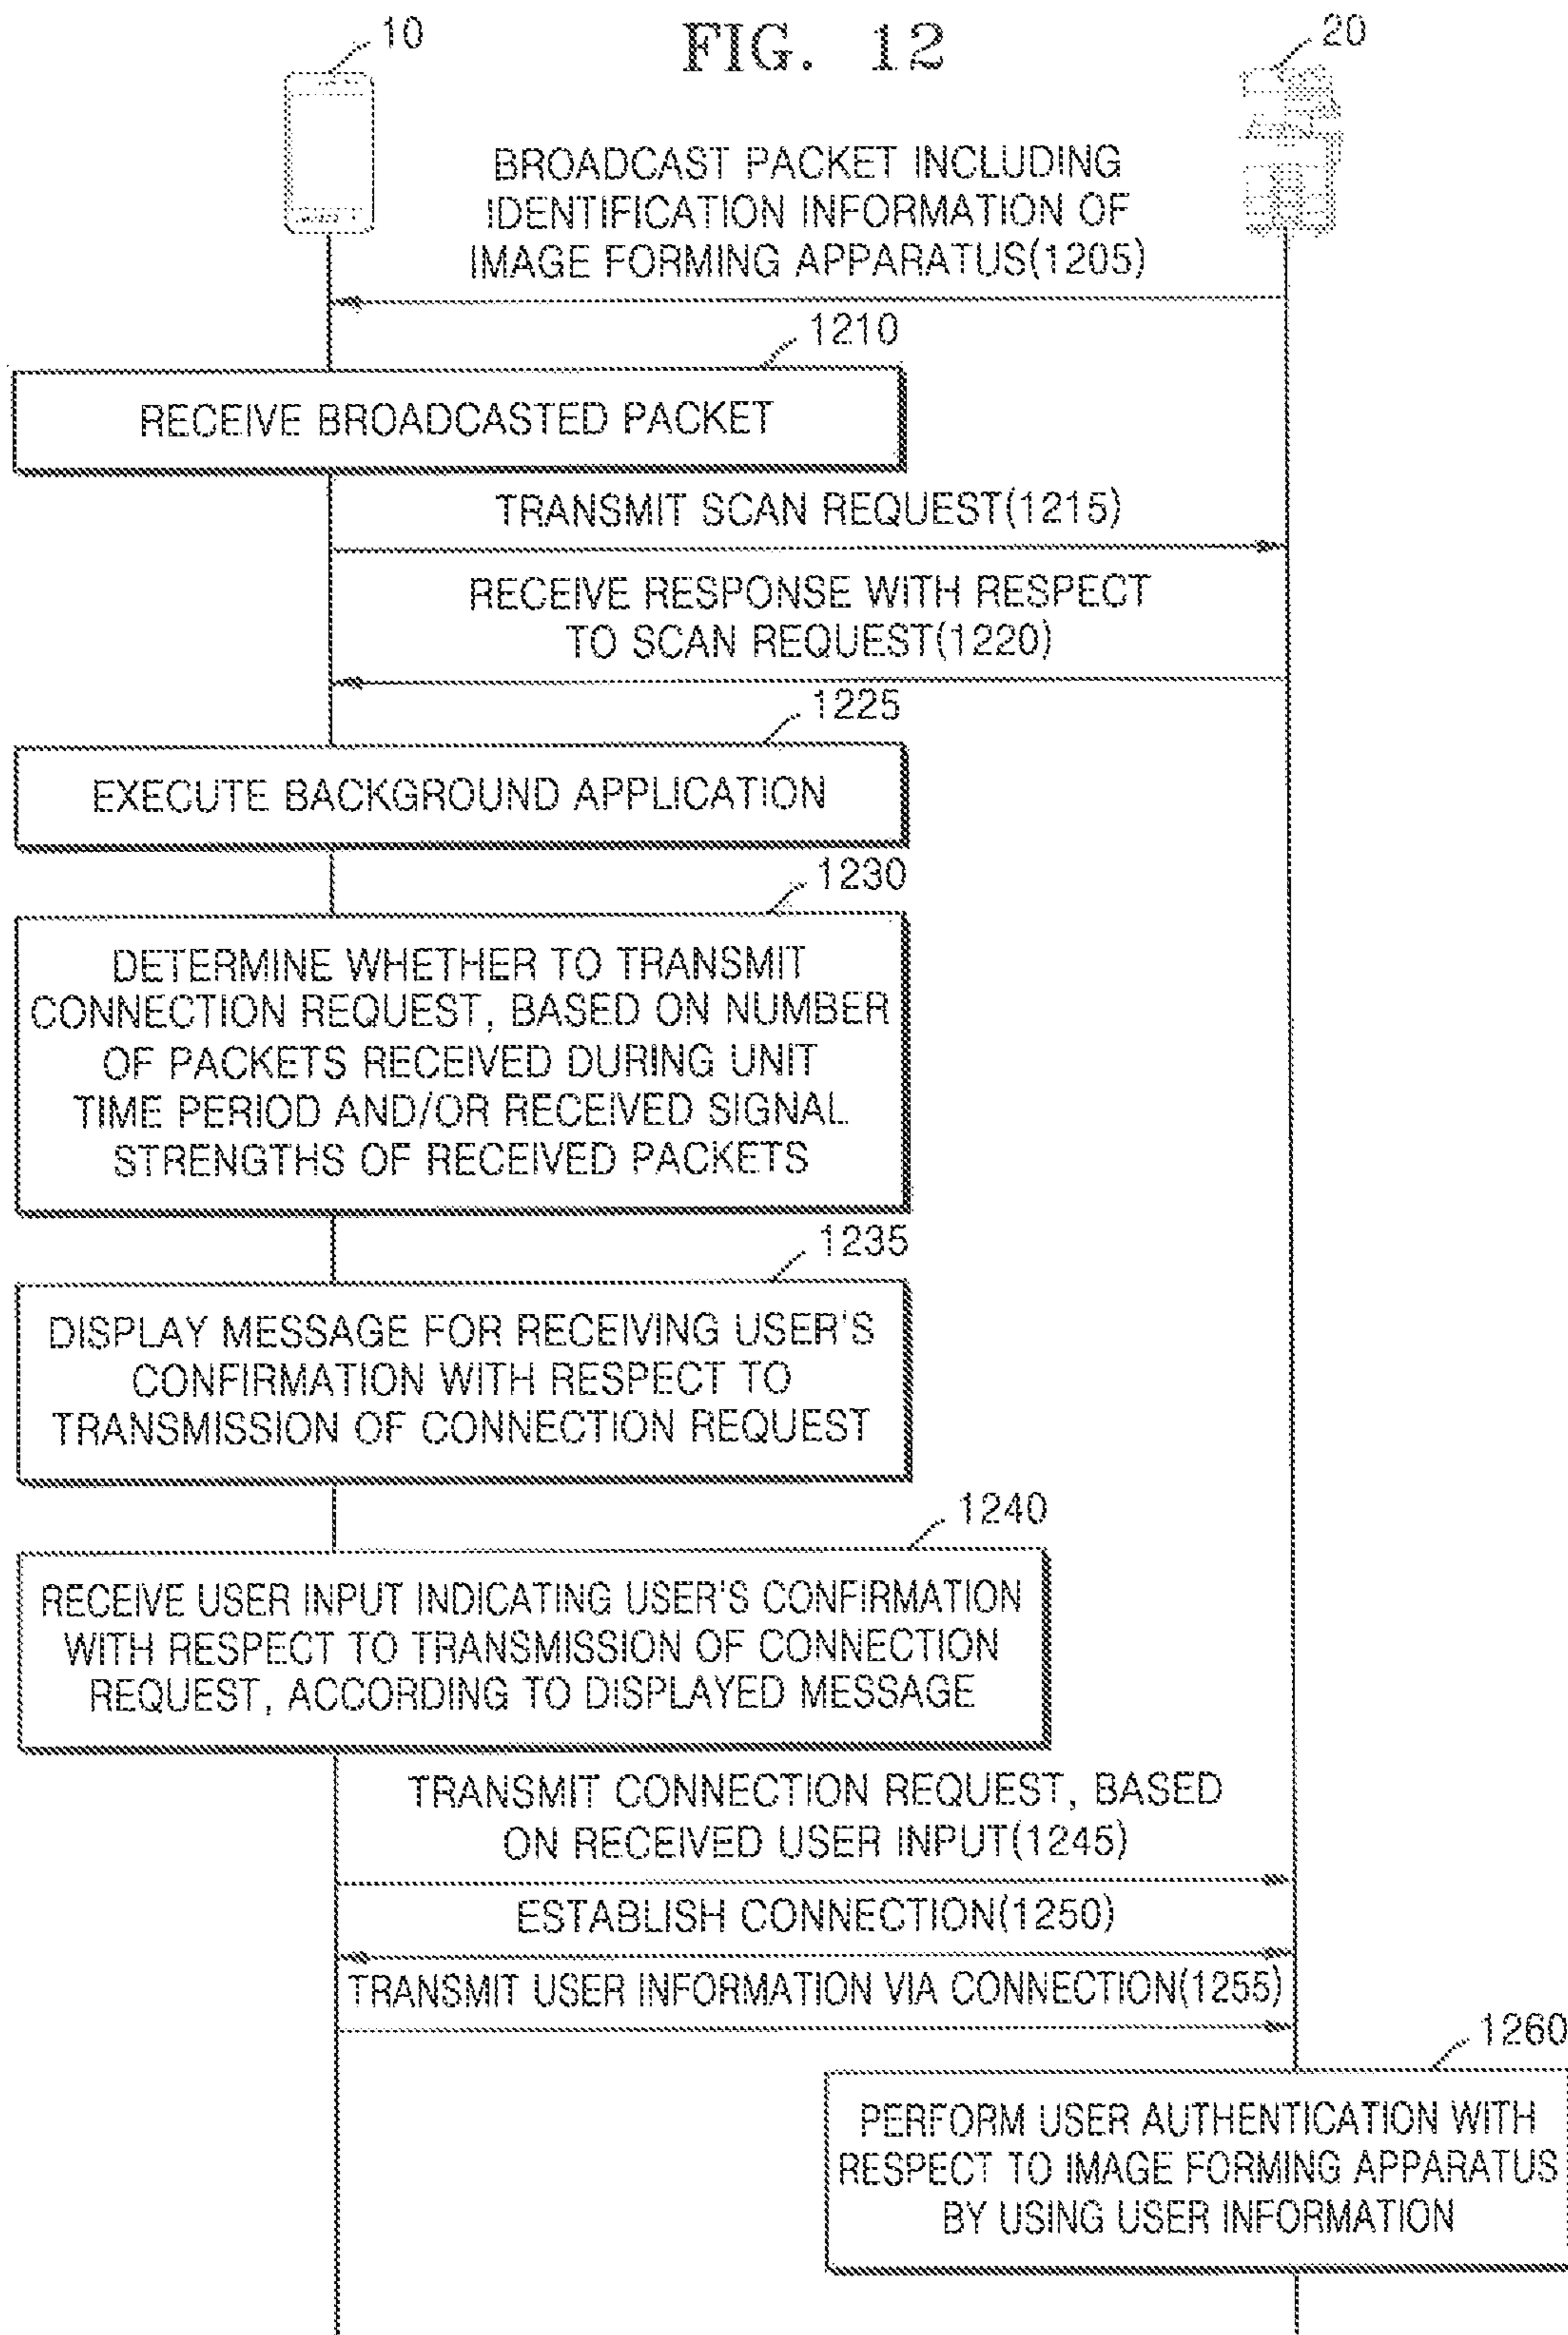 10
FIG. 12
20
BROADCAST PACKET INCLUDING
IDENTIFICATION INFORMATION OF
IMAGE FORMING APPARATUS(1205)
1210
RECEIVE BROADCASTED PACKET
TRANSMIT SCAN REQUEST(1215)
RECEIVE RESPONSE WITH RESPECT
TO SCAN REQUEST(1220)
1225
EXECUTE BACKGROUND APPLICATION
1230
DETERMINE WHETHER TO TRANSMIT
CONNECTION REQUEST, BASED ON NUMBER
OF PACKETS RECEIVED DURING UNIT
TIME PERIOD AND/OR RECEIVED SIGNAL
STRENGTHS OF RECEIVED PACKETS
1235
DISPLAY MESSAGE FOR RECEIVING USER'S
CONFIRMATION WITH RESPECT TO
TRANSMISSION OF CONNECTION REQUEST
1240
RECEIVE USER INPUT INDICATING USER'S CONFIRMATION
WITH RESPECT TO TRANSMISSION OF CONNECTION
REQUEST, ACCORDING TO DISPLAYED MESSAGE
TRANSMIT CONNECTION REQUEST, BASED
ON RECEIVED USER INPUT(1245)
ESTABLISH CONNECTION(1250)
TRANSMIT USER INFORMATION VIA CONNECTION(1255)
1260
PERFORM USER AUTHENTICATION WITH
RESPECT TO IMAGE FORMING APPARATUS
BY USING USER INFORMATION